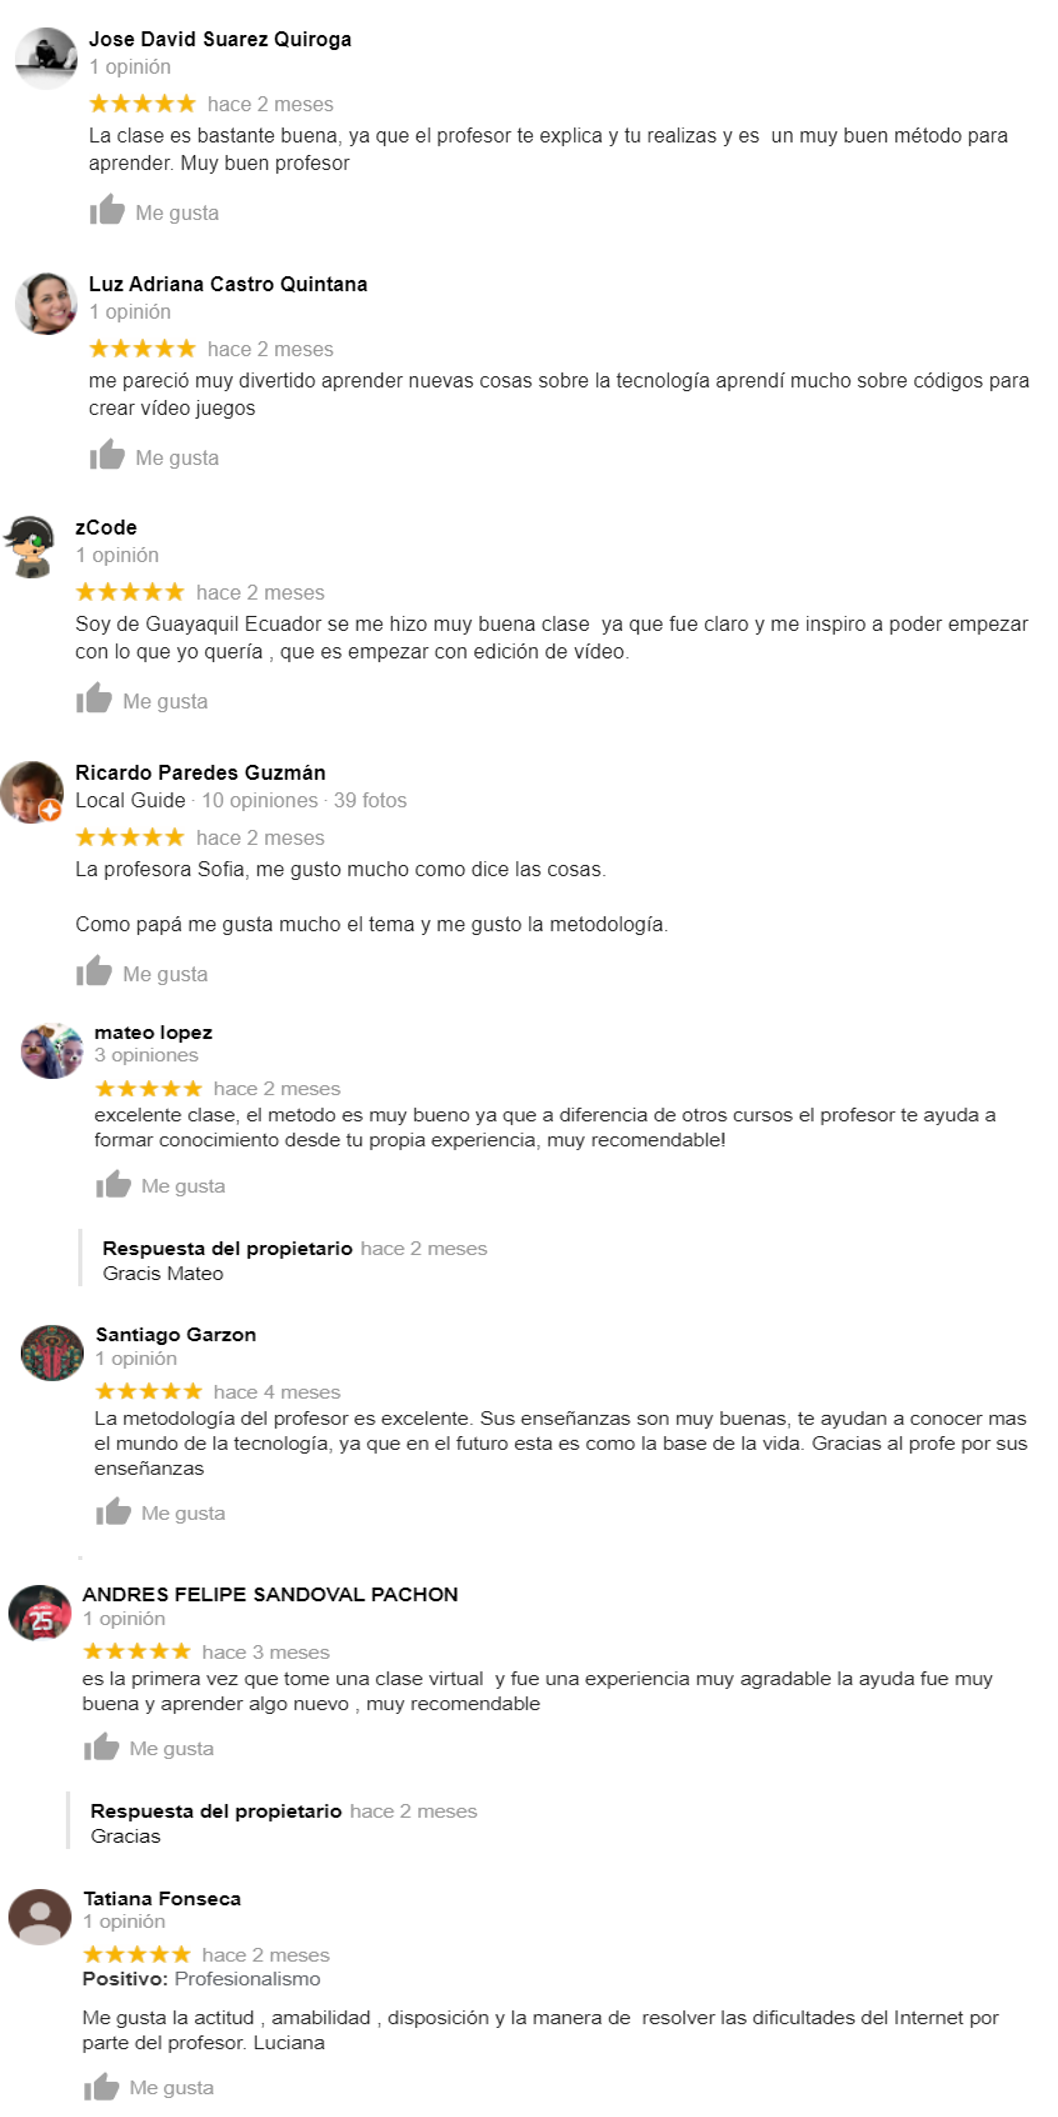 Jose David Suarez Quiroga
1 opinión
hace 2 meses
La clase es bastante buena, ya que el profesor te explica y tu realizas y es  un muy buen método para
aprender. Muy buen profesor
Me gusta
Luz Adriana Castro Quintana
1 opinión
hace 2 meses
me pareció muy divertido aprender nuevas cosas sobre la tecnología aprendí mucho sobre códigos para
crear vídeo juegos
Me gusta
zCode
1 opinión
hace 2 meses
Soy de Guayaquil Ecuador se me hizo muy buena clase  ya que fue claro y me inspiro a poder empezar
con lo que yo quería , que es empezar con edición de vídeo.
Me gusta
Ricardo Paredes Guzmán
Local Guide · 10 opiniones · 39 fotos
hace 2 meses
La profesora Sofia, me gusto mucho como dice las cosas.
Como papá me gusta mucho el tema y me gusto la metodología.
Me gusta
mateo lopez
3 opiniones
hace 2 meses
excelente clase, el metodo es muy bueno ya que a diferencia de otros cursos el profesor te ayuda a
formar conocimiento desde tu propia experiencia, muy recomendable!
Me gusta
Respuesta del propietario hace 2 meses
Gracis Mateo
Santiago Garzon
1 opinión
hace 4 meses
La metodología del profesor es excelente. Sus enseñanzas son muy buenas, te ayudan a conocer mas
el mundo de la tecnología, ya que en el futuro esta es como la base de la vida. Gracias al profe por sus
enseñanzas
Me gusta
ANDRES FELIPE SANDOVAL PACHON
1 opinión
hace 3 meses
es la primera vez que tome una clase virtual  y fue una experiencia muy agradable la ayuda fue muy
buena y aprender algo nuevo , muy recomendable
Me gusta
Respuesta del propietario hace 2 meses
Gracias
Tatiana Fonseca
1 opinión
hace 2 meses
Positivo: Profesionalismo
Me gusta la actitud , amabilidad , disposición y la manera de  resolver las dificultades del Internet por
parte del profesor. Luciana
Me gusta
25